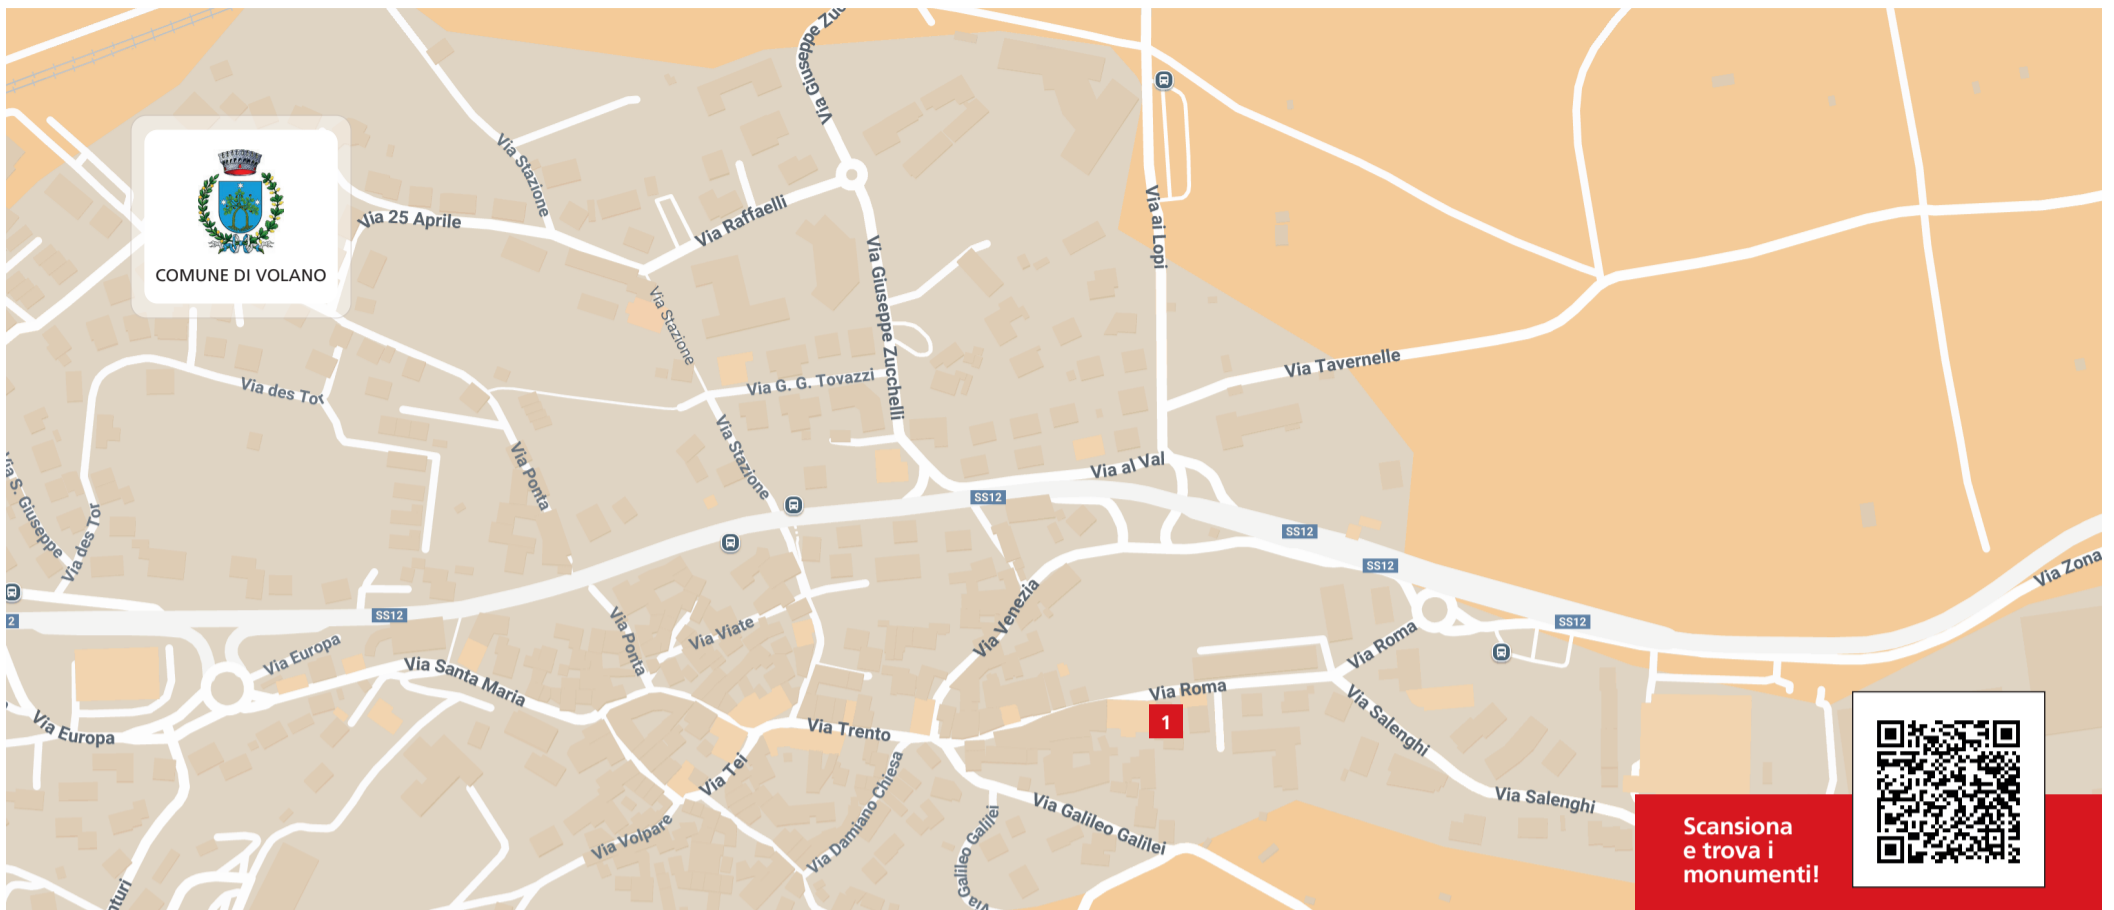 Via Giuseppe Zuc
Via Stazione
Via 25 Aprile
Via Raffaelli
Via ai Lopi
COMUNE DI VOLANO
Via Giuseppe Zucchelli
Via Stazione
Via G. G. Tovazzi
Via Tavernelle
Via des Tor
Via Stazione
Via Ponta
Via al Val
Via S. Giuseppe
Via des Tor
SS12
SS12
SS12
Via Zona
SS12
SS12
2
Via Europa
Via Ponta
Via Viate
Via Venezia
Via Roma
Via Santa Maria
Via Roma
1
Via Salenghi
Via Europa
Via Trento
Via Tei
Via Damiano Chiesa
Via Galileo Galilei
Via Salenghi
Via Volpare
Via Galileo Galilei
Via
nturi
Scansiona
e trova i
monumenti!